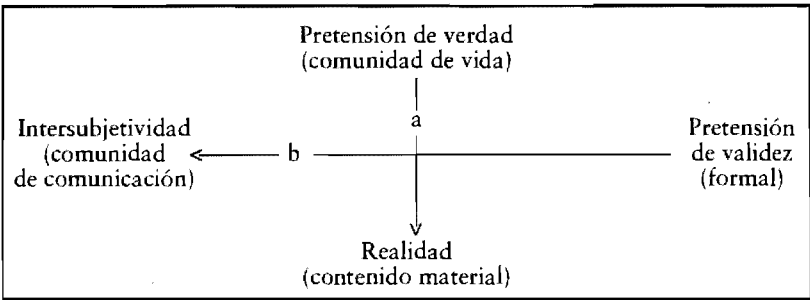 Pretensión de verdad
(comunidad de vida)
a
Intersubjetividad
(comunidad
de comunicación)
b
Pretensión
de validez
(formal)
Realidad
(contenido material)